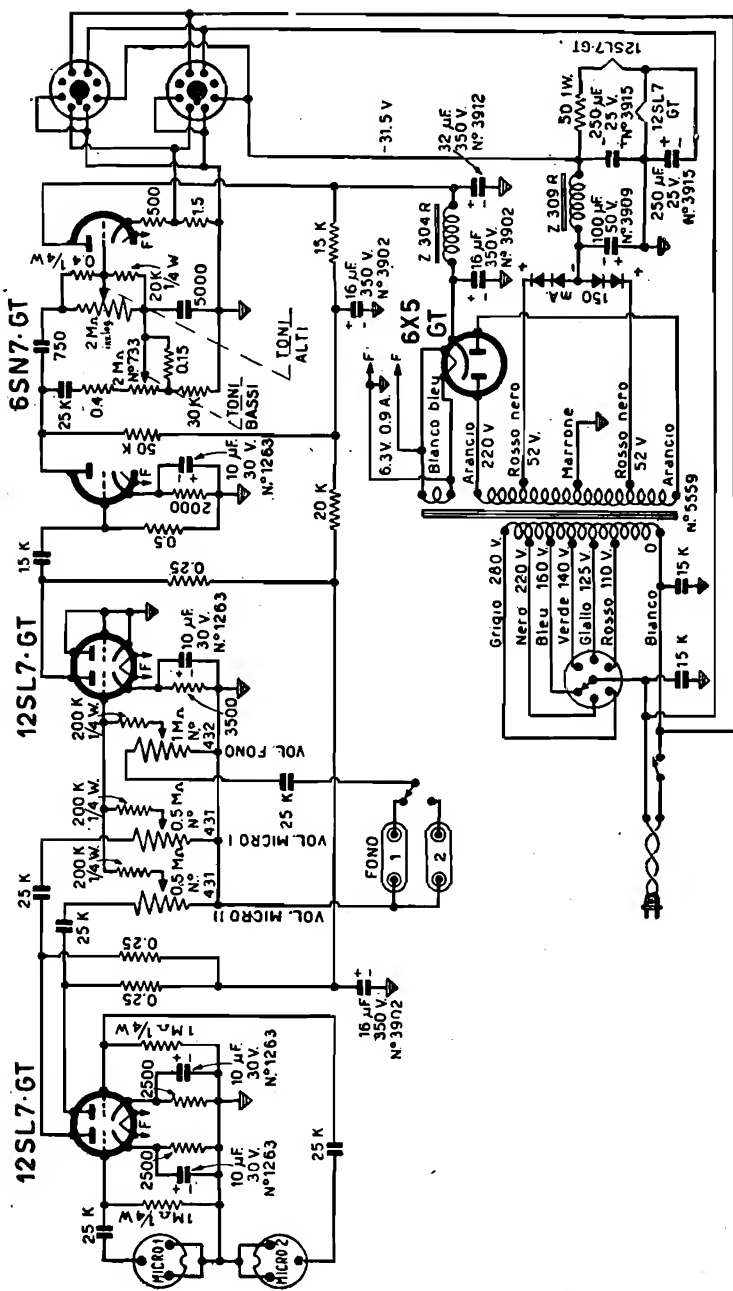 12SL7·GT
12SL7·GT
6SN7·GT
25 K
1MΩ 1/4 W
MICRO 1
MICRO 2
2500
10 µF.
30 V.
N°1263
2500
10 µF.
30 V.
N°1263
F
1MΩ 1/4 W
25 K
0.25
0.25
16 µF
350 V.
N° 3902
25 K
25 K
200 K
1/4 W.
0.5 MΩ
N°
431
VOL. MICRO II
200 K
1/4 W.
0.5 MΩ
N°
431
VOL. MICRO I
200 K
1/4 W.
1 MΩ
N°
432
VOL. FONO
25 K
FONO
1
2
F
3500
10 µF.
30 V.
N°1263
0.25
15 K
0.5
F
2000
10 µF.
30 V.
N°1263
50 K
20 K
25 K
0.4
2 MΩ
N°733
30 K
0.15
TONI
BASSI
750
2 MΩ
20K
1/4 W
5000
TONI
ALTI
0.4 1/4 W
F
2500
1.5
15 K
16 µF
350 V.
N° 3902
-31.5 V
32 µF
350 V.
N° 3912
Z 304 R
16 µF
350 V.
N° 3902
6X5
GT
F
F
6.3 V. 0.9 A.
Bianco bleu
Arancio
220 V
Rosso nero
52 V.
Marrone
Rosso nero
52 V
Arancio
N° 5559
150 mA.
Z 309 R
100 µF
50 V.
N° 3909
50 1 W.
250 µF
25 V.
N° 3915
12SL7·GT
12SL7
GT
250 µF
25 V.
N° 3915
Grigio 280 V.
Nero 220 V
Bleu 160 V.
Verde 140 V.
Giallo 125 V.
Rosso 110 V.
Bianco
0
15 K
15 K